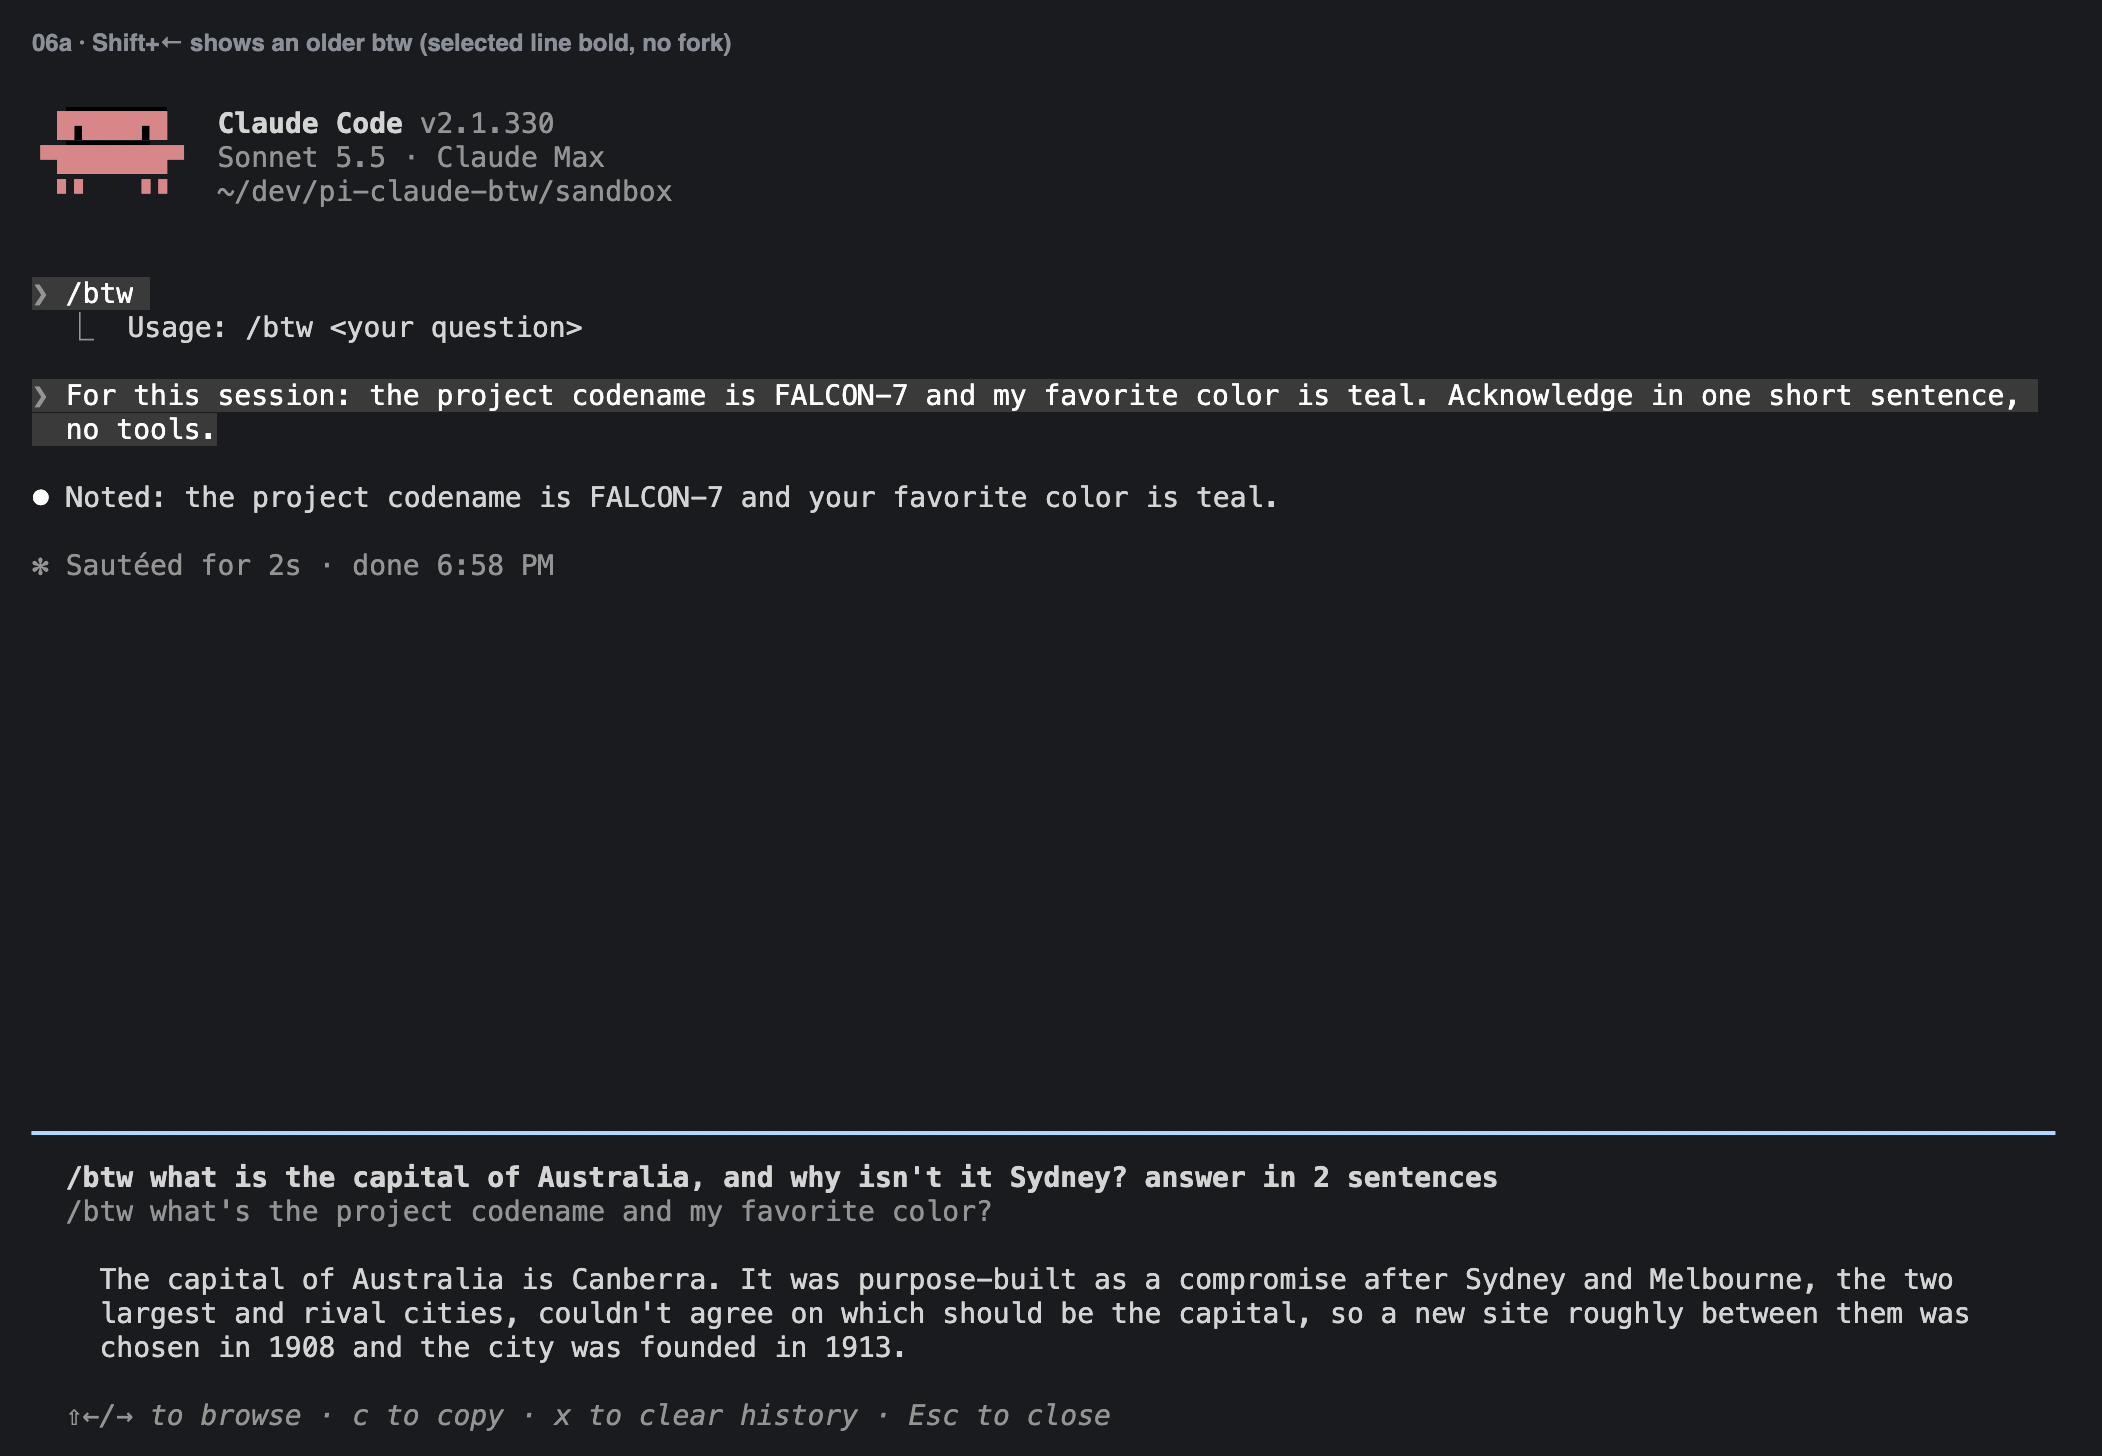 06a · Shift+← shows an older btw (selected line bold, no fork)
Claude Code v2.1.330
Sonnet 5.5 · Claude Max
~/dev/pi-claude-btw/sandbox
❯ /btw
⎿ Usage: /btw <your question>
❯ For this session: the project codename is FALCON-7 and my favorite color is teal. Acknowledge in one short sentence,
no tools.
● Noted: the project codename is FALCON-7 and your favorite color is teal.
✻ Sautéed for 2s · done 6:58 PM
/btw what is the capital of Australia, and why isn't it Sydney? answer in 2 sentences
/btw what's the project codename and my favorite color?
The capital of Australia is Canberra. It was purpose-built as a compromise after Sydney and Melbourne, the two
largest and rival cities, couldn't agree on which should be the capital, so a new site roughly between them was
chosen in 1908 and the city was founded in 1913.
⇧←/→ to browse · c to copy · x to clear history · Esc to close